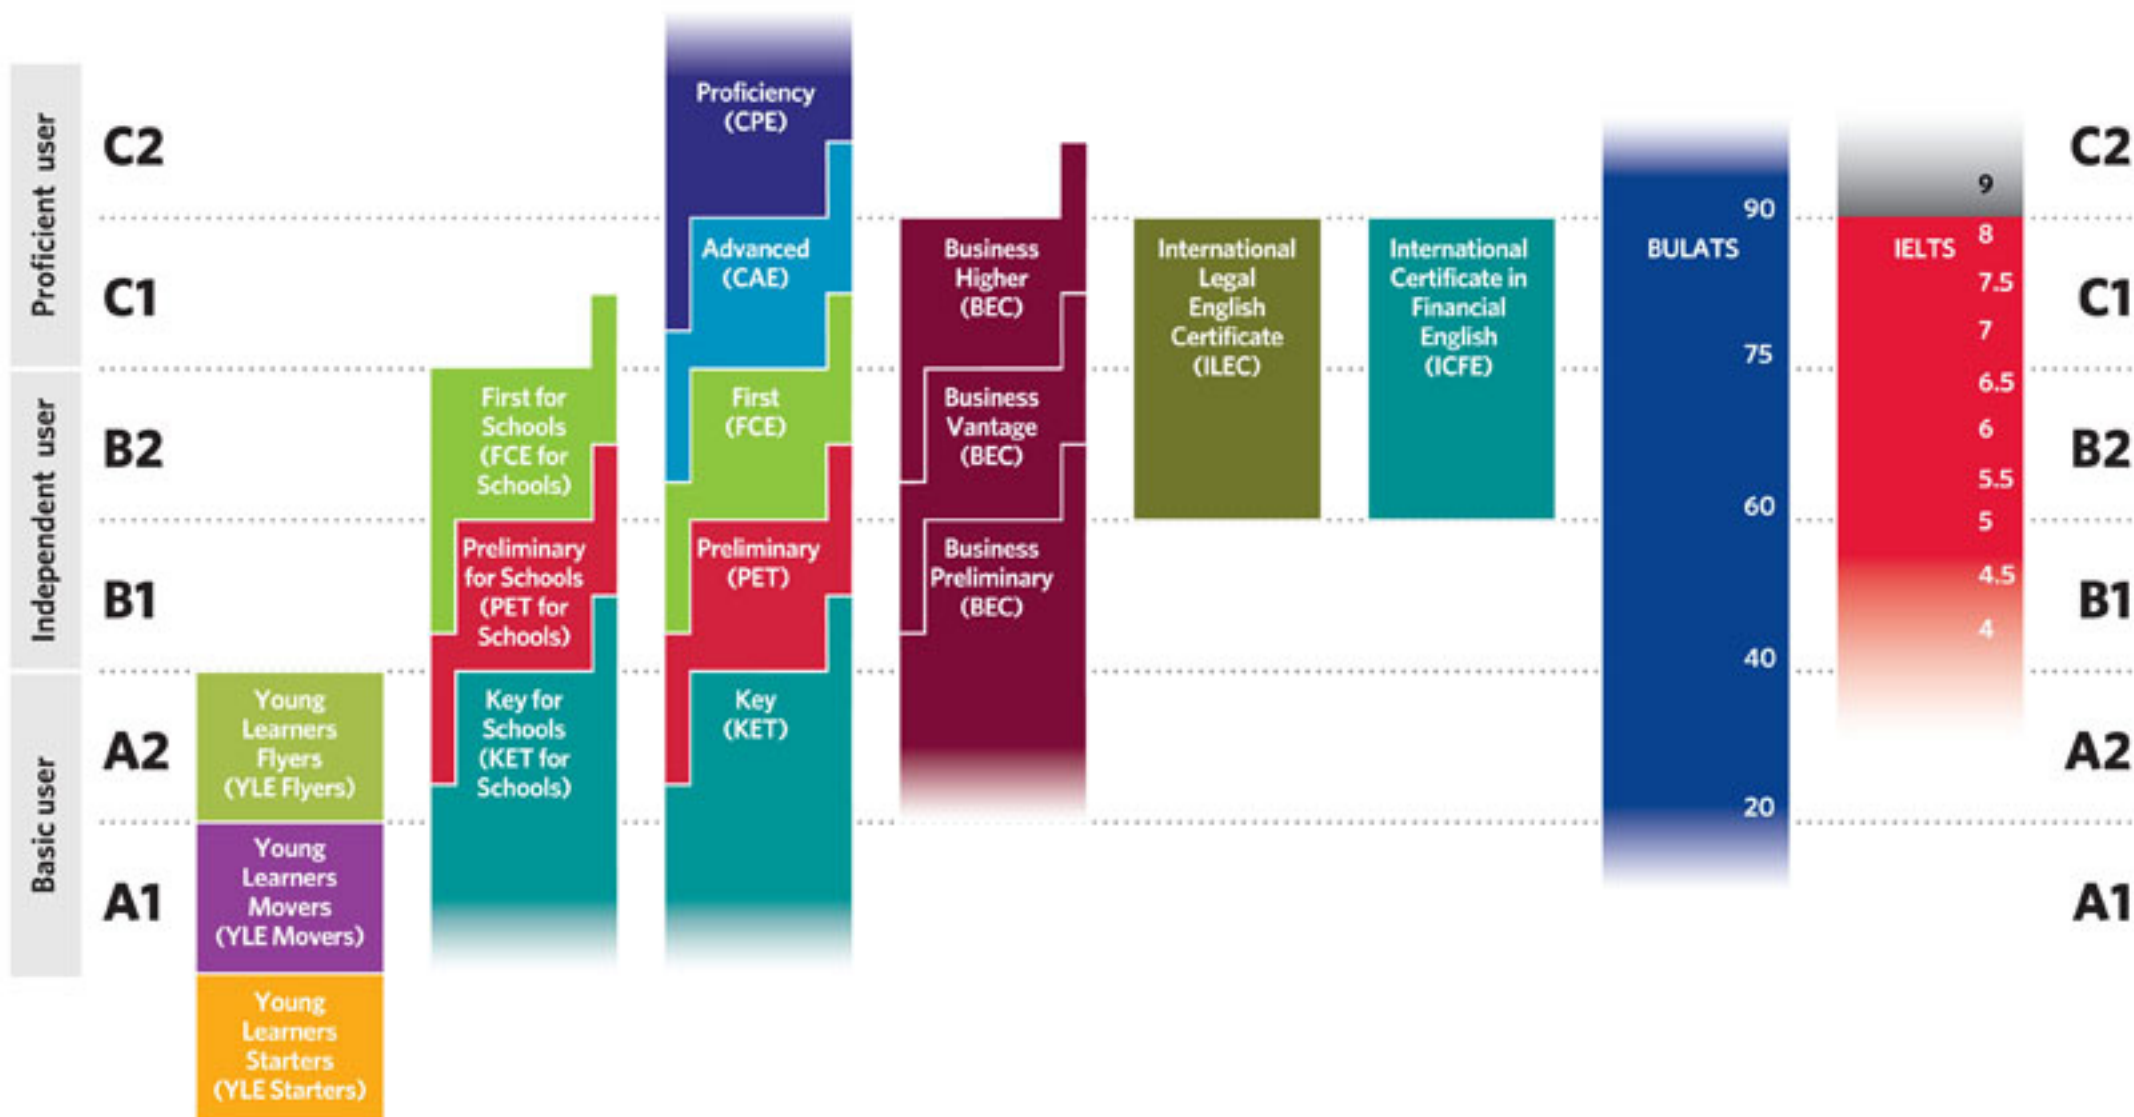 Proficient user
Independent user
Basic user
C2
C1
B2
B1
A2
A1
Young
Learners
Flyers
(YLE Flyers)
Young
Learners
Movers
(YLE Movers)
Young
Learners
Starters
(YLE Starters)
First for
Schools
(FCE for
Schools)
Preliminary
for Schools
(PET for
Schools)
Key for
Schools
(KET for
Schools)
Proficiency
(CPE)
Advanced
(CAE)
First
(FCE)
Preliminary
(PET)
Key
(KET)
Business
Higher
(BEC)
Business
Vantage
(BEC)
Business
Preliminary
(BEC)
International
Legal
English
Certificate
(ILEC)
International
Certificate in
Financial
English
(ICFE)
BULATS
90
75
60
40
20
IELTS
9
8
7.5
7
6.5
6
5.5
5
4.5
4
C2
C1
B2
B1
A2
A1